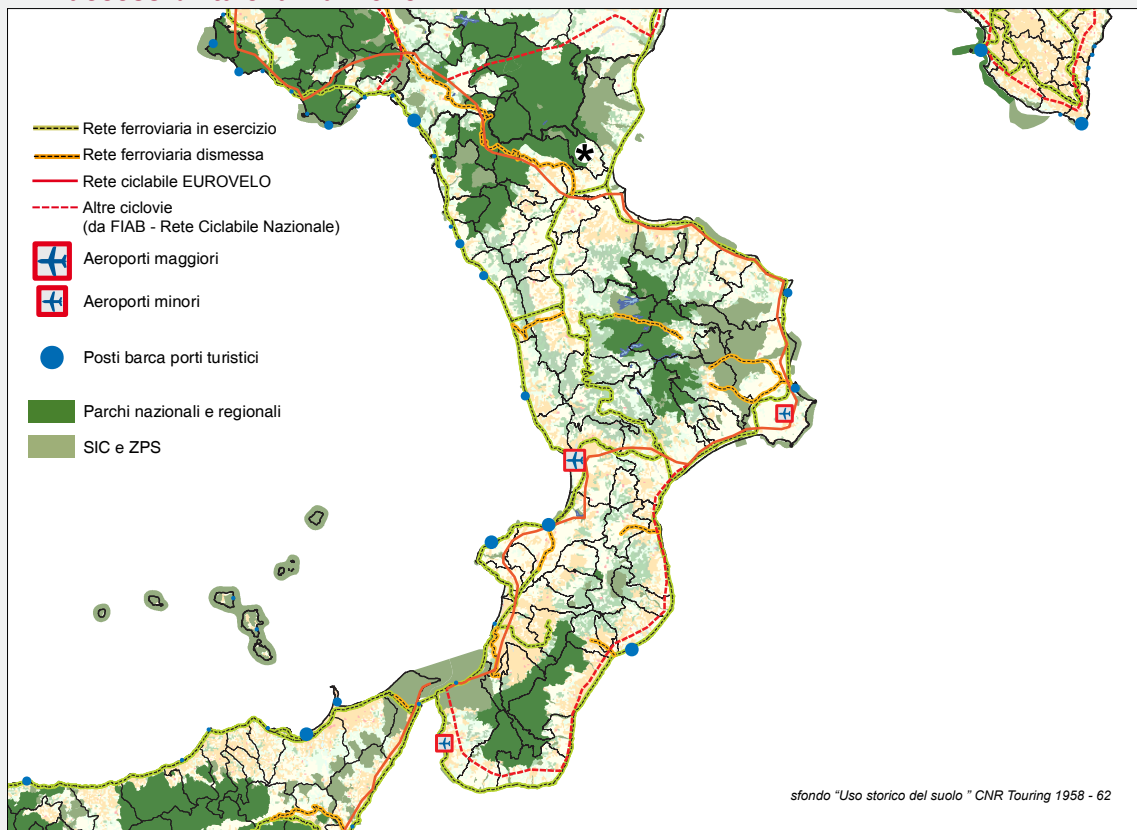 Rete ferroviaria in esercizio
Rete ferroviaria dismessa
Rete ciclabile EUROVELO
Altre ciclovie
(da FIAB - Rete Ciclabile Nazionale)
Aeroporti maggiori
Aeroporti minori
Posti barca porti turistici
Parchi nazionali e regionali
SIC e ZPS
*
sfondo “Uso storico del suolo ” CNR Touring 1958 - 62